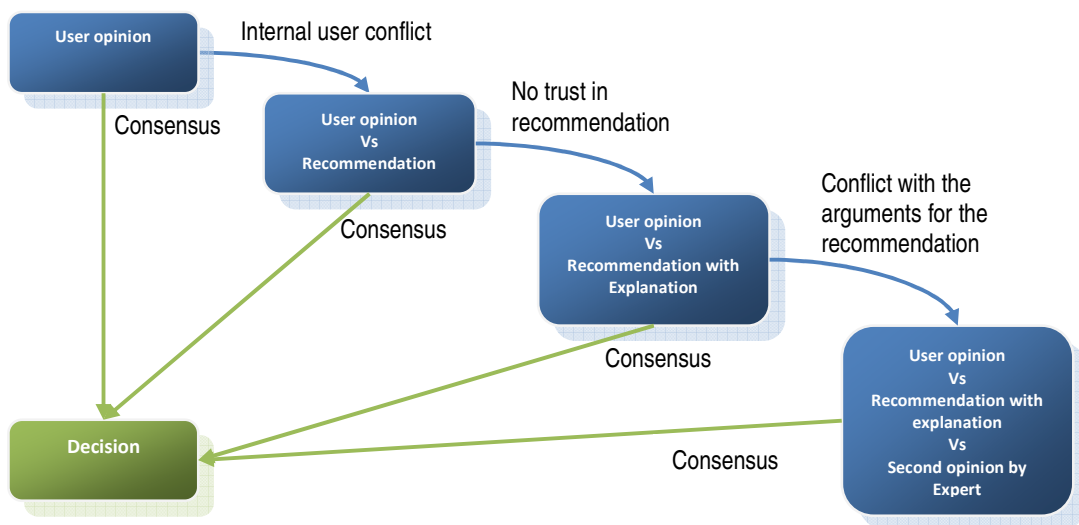 User opinion
Internal user conflict
Consensus
User opinion
Vs
Recommendation
No trust in
recommendation
Consensus
User opinion
Vs
Recommendation with
Explanation
Conflict with the
arguments for the
recommendation
Consensus
User opinion
Vs
Recommendation with
explanation
Vs
Second opinion by
Expert
Consensus
Decision